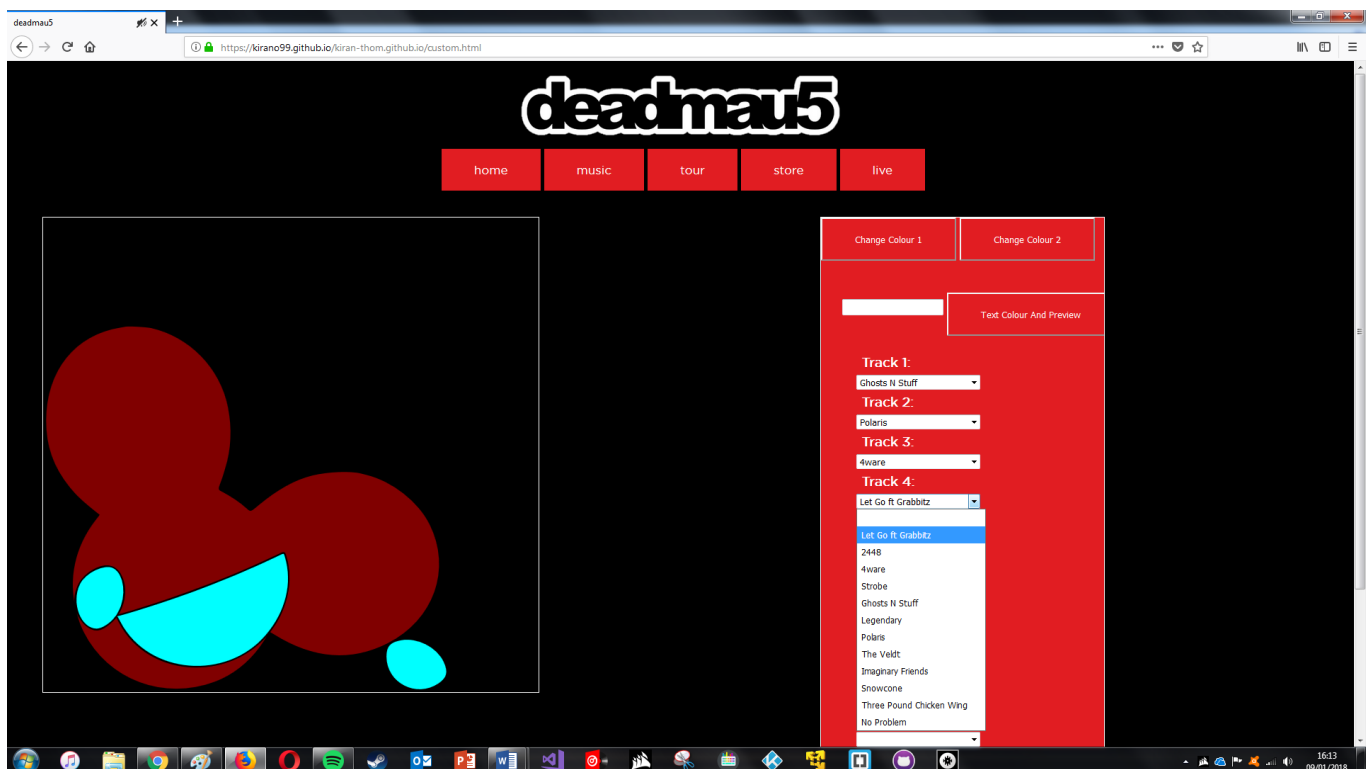 deadmau5
https://kirano99.github.io/kiran-thom.github.io/custom.html
deadmau5
home music tour store live
Change Colour 1 Change Colour 2
Text Colour And Preview
Track 1:
Ghosts N Stuff
Track 2:
Polaris
Track 3:
4ware
Track 4:
Let Go ft Grabbitz
Let Go ft Grabbitz
2448
4ware
Strobe
Ghosts N Stuff
Legendary
Polaris
The Veldt
Imaginary Friends
Snowcone
Three Pound Chicken Wing
No Problem
16:13
09/01/2018